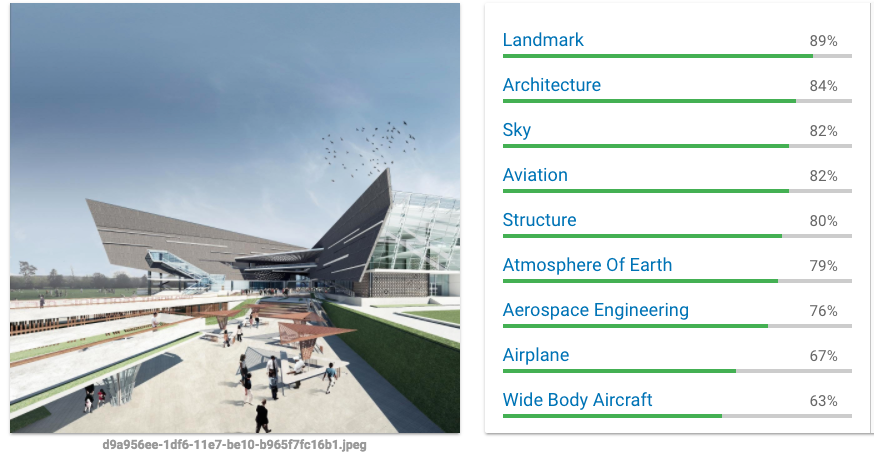 Landmark 89%
Architecture 84%
Sky 82%
Aviation 82%
Structure 80%
Atmosphere Of Earth 79%
Aerospace Engineering 76%
Airplane 67%
Wide Body Aircraft 63%
d9a956ee-1df6-11e7-be10-b965f7fc16b1.jpeg